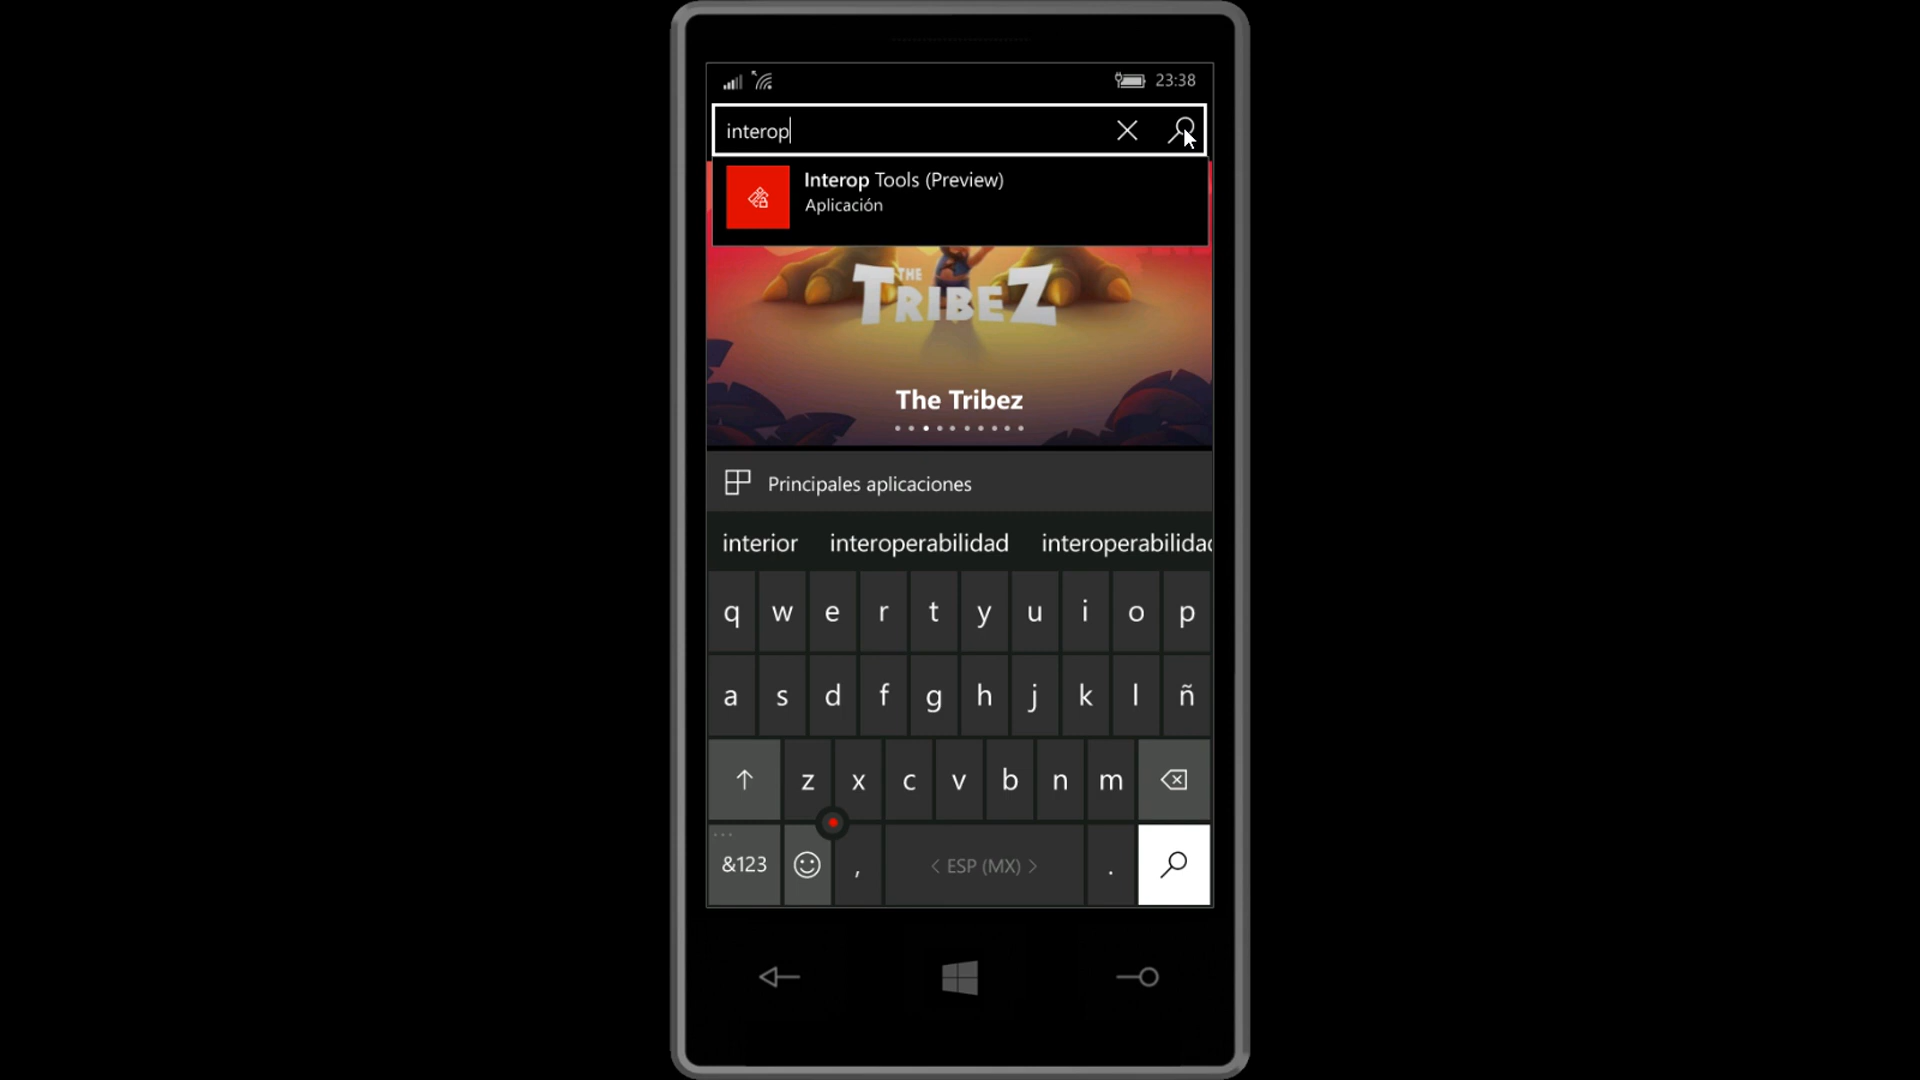 23:38
interop
Interop Tools (Preview)
Aplicación
THE
TRIBEZ
The Tribez
Principales aplicaciones
interior interoperabilidad interoperabilidad
q w e r t y u i o p
a s d f g h j k l ñ
z x c v b n m
&123 , < ESP (MX) > .